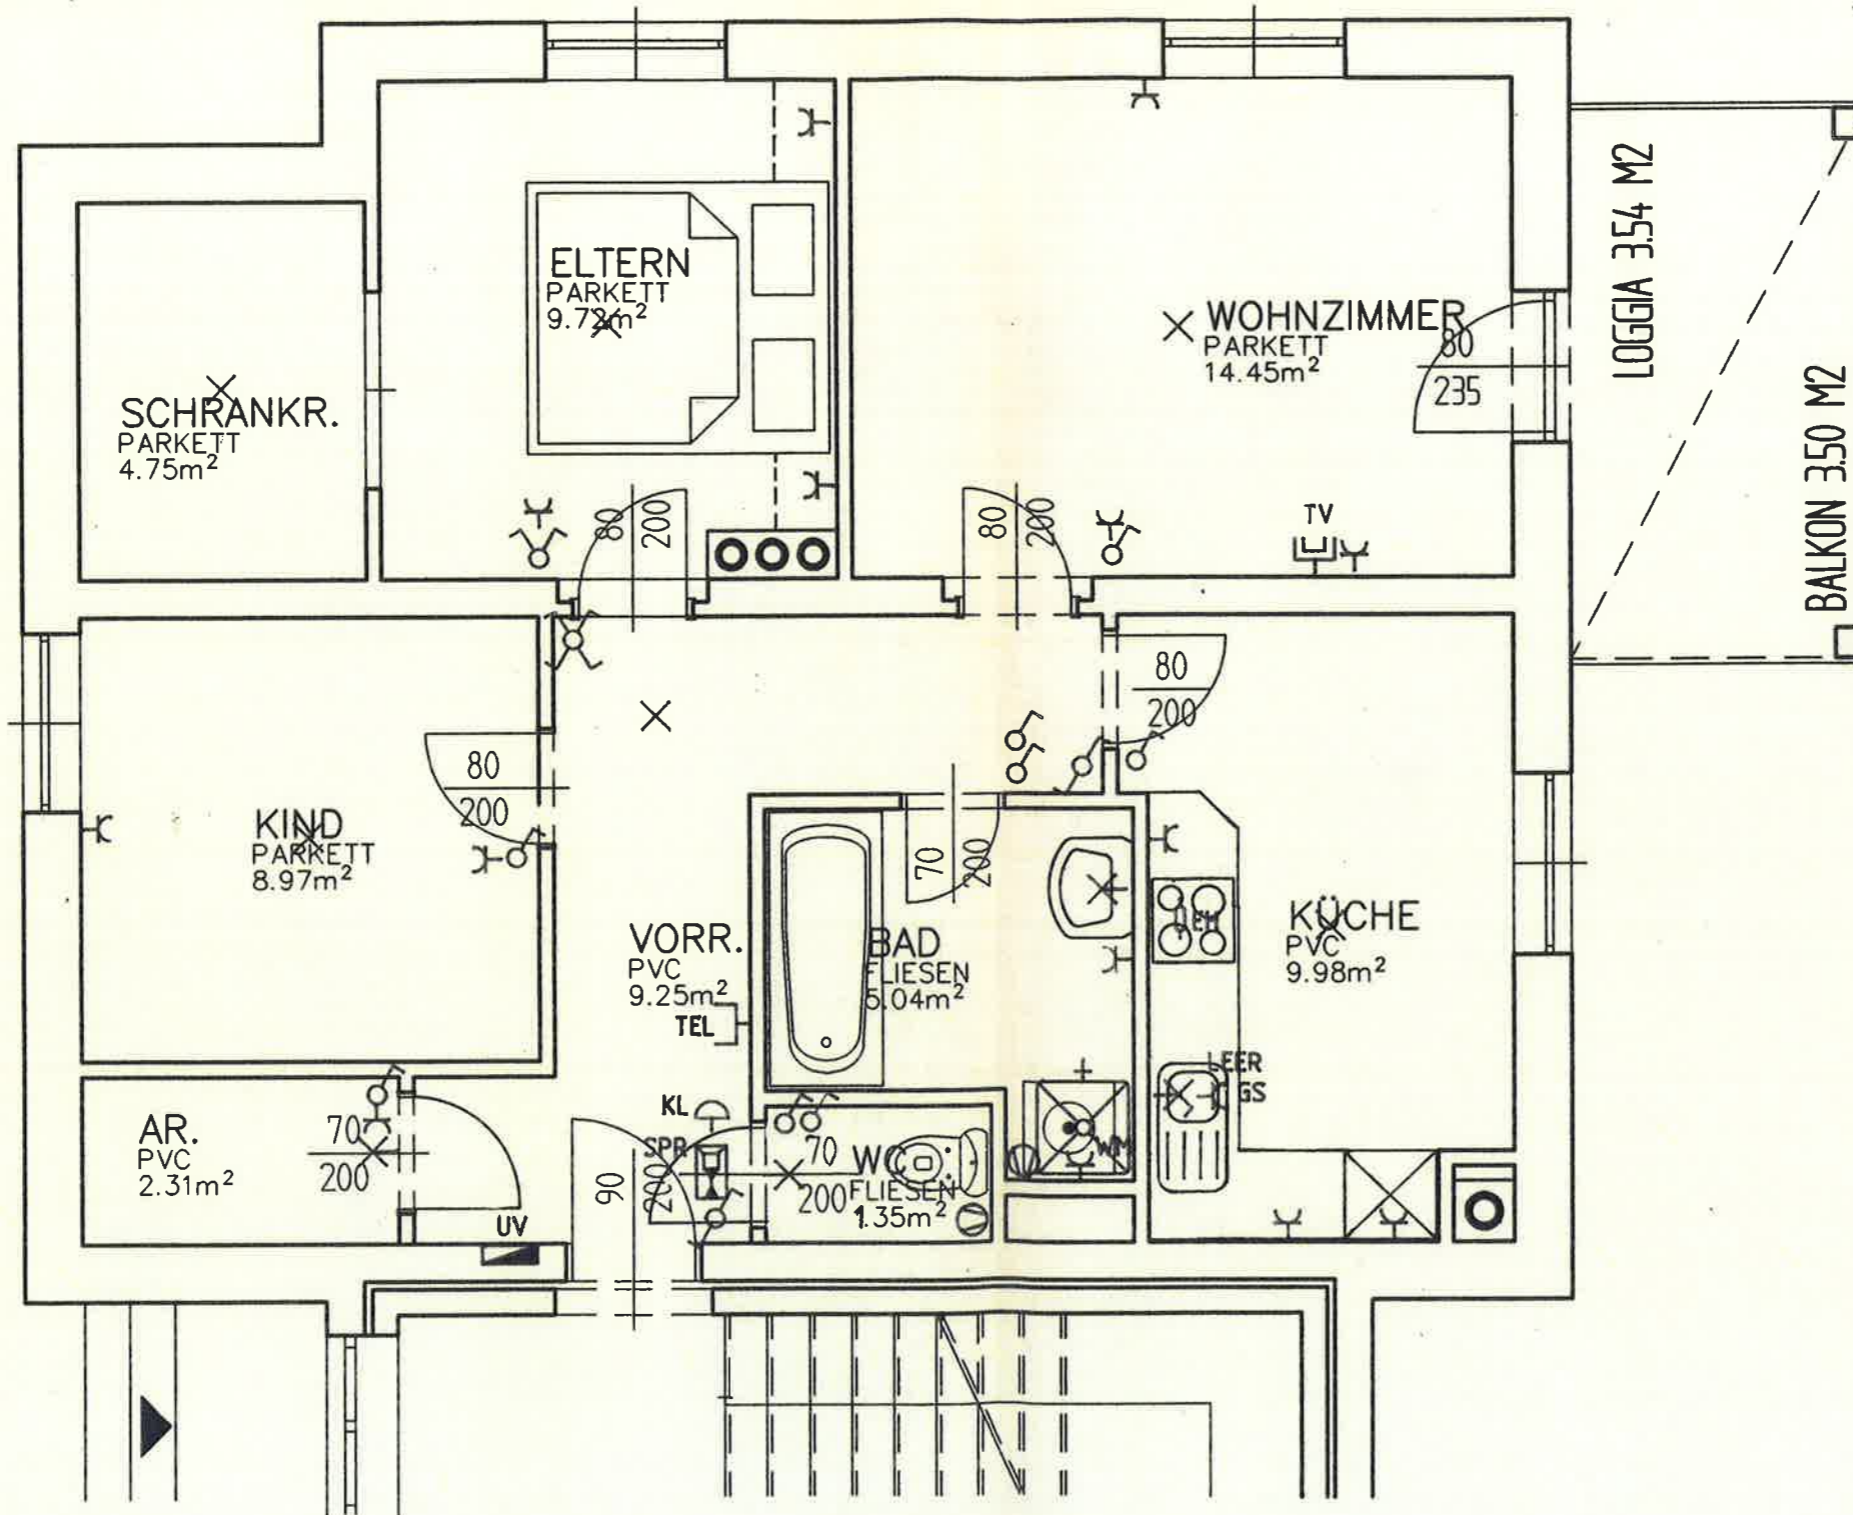 ELTERN
PARKETT
9.72m²
WOHNZIMMER
PARKETT
14.45m²
80
235
LOGGIA 3.54 M2
BALKON 3.50 M2
SCHRANKR.
PARKETT
4.75m²
80
200
80
200
TV
80
200
KIND
PARKETT
8.97m²
80
200
VORR.
PVC
9.25m²
TEL
BAD
FLIESEN
5.04m²
70
200
KÜCHE
PVC
9.98m²
LEER
GS
AR.
PVC
2.31m²
70
200
KL
SPR
UV
90
200
70
200
WC
FLIESEN
1.35m²
WM